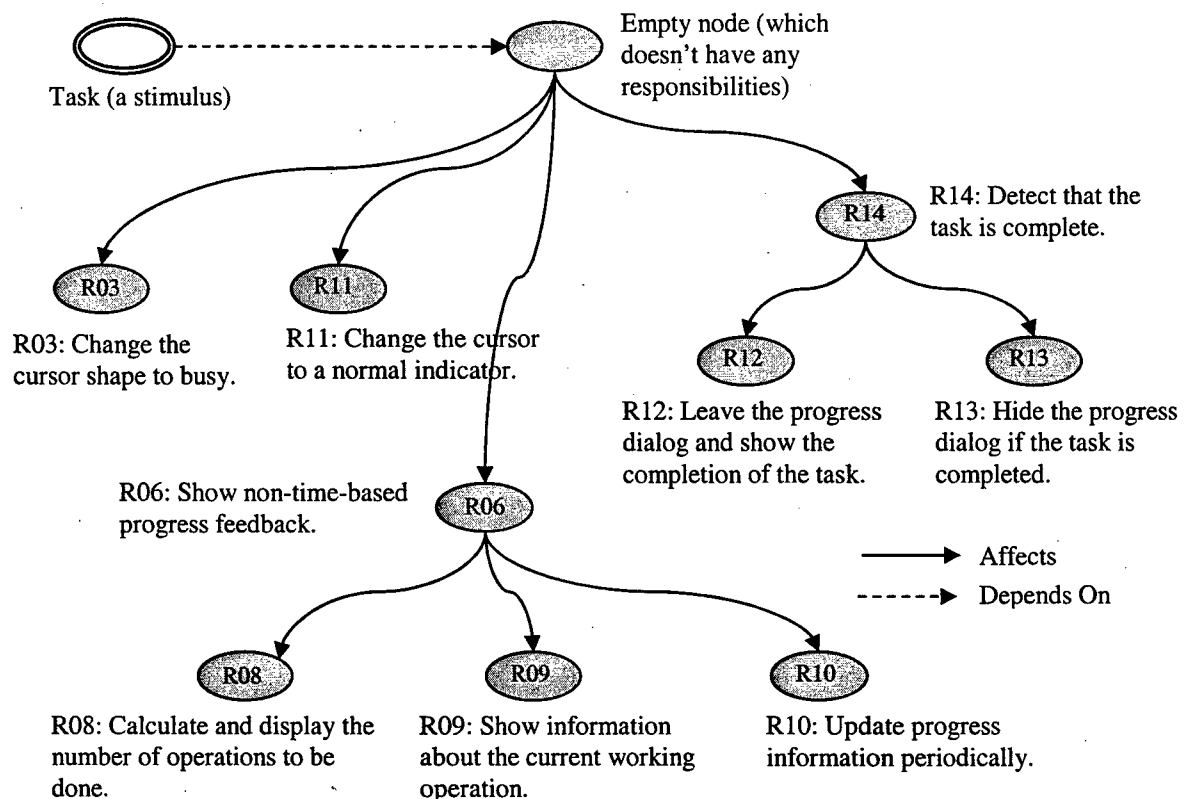 Empty node (which
doesn't have any
responsibilities)
Task (a stimulus)
R14
R14: Detect that the
task is complete.
R03
R11
R03: Change the
cursor shape to busy.
R11: Change the cursor
to a normal indicator.
R12
R13
R12: Leave the progress
dialog and show the
completion of the task.
R13: Hide the progress
dialog if the task is
completed.
R06: Show non-time-based
progress feedback.
R06
Affects
Depends On
R08
R09
R10
R08: Calculate and display the
number of operations to be
done.
R09: Show information
about the current working
operation.
R10: Update progress
information periodically.